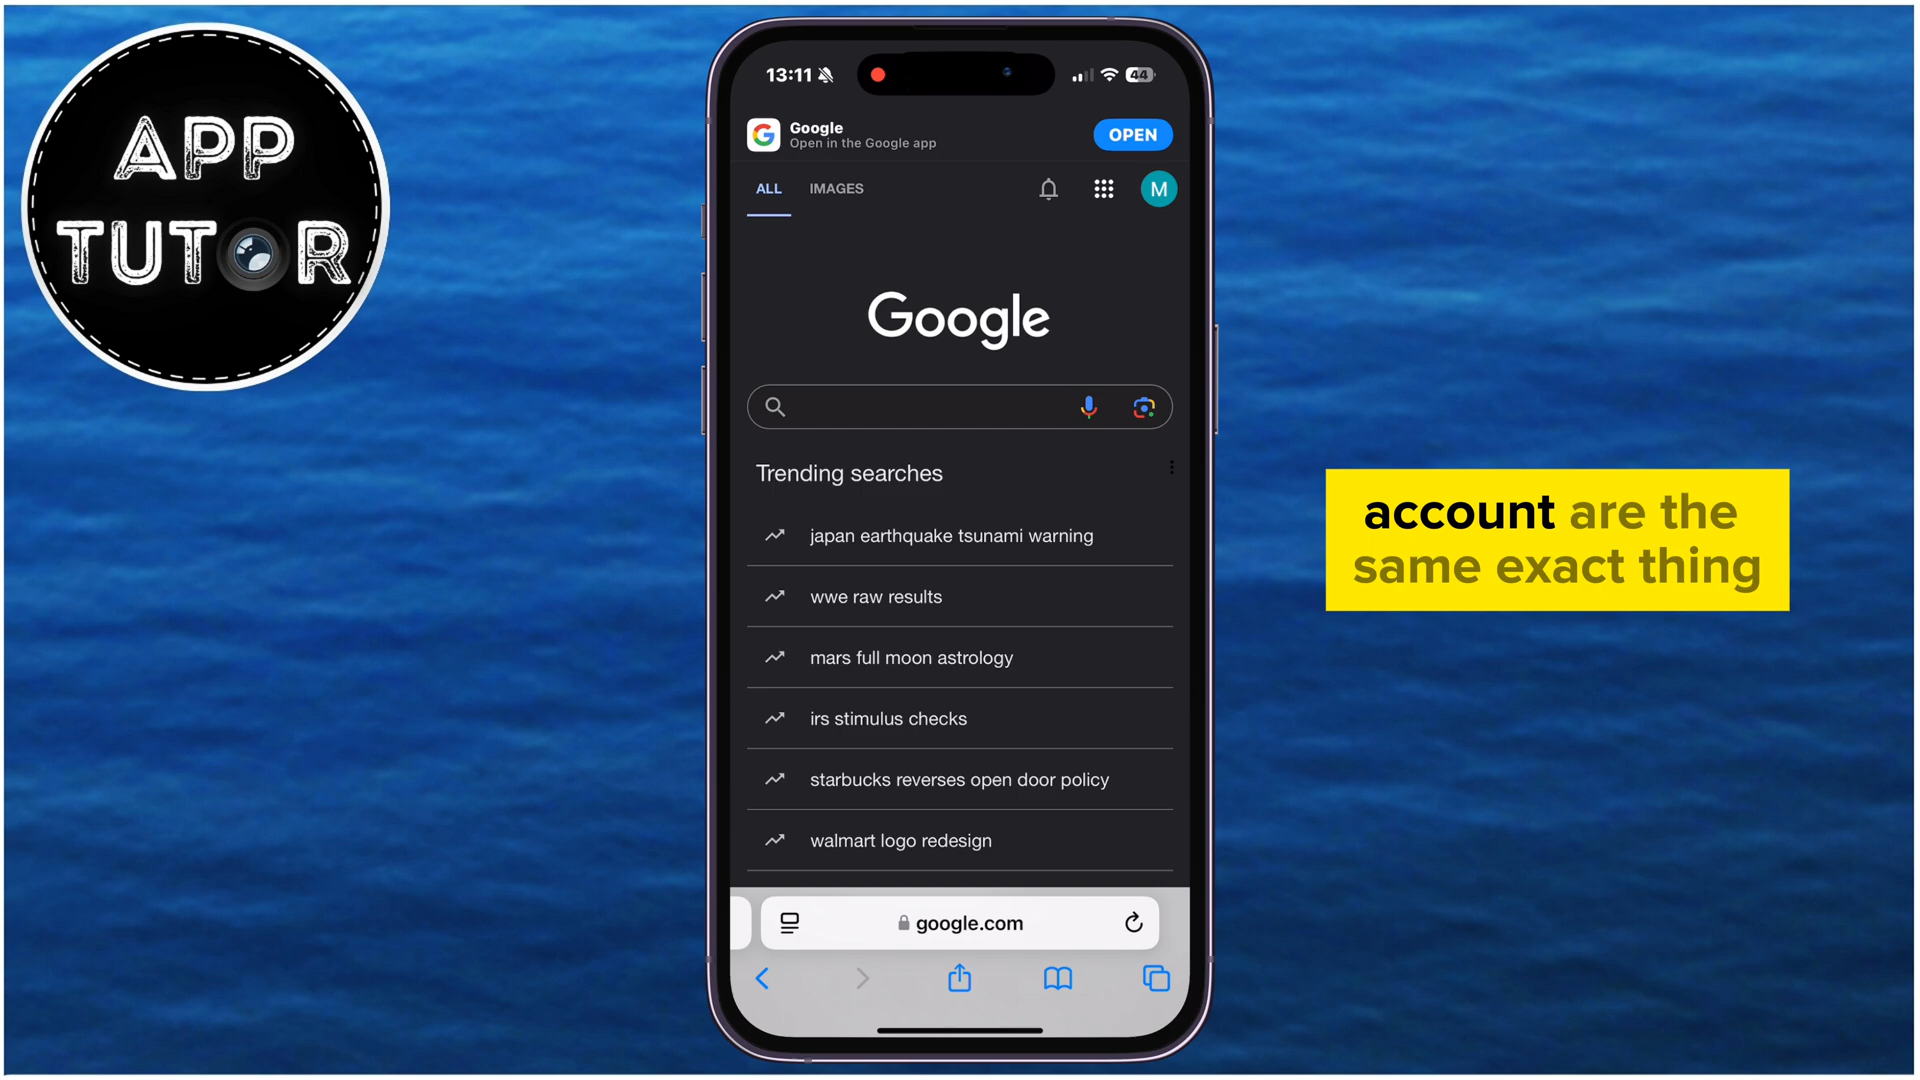 APP
TUTOR
13:11
44
Google
Open in the Google app
OPEN
ALL
IMAGES
M
Google
Trending searches
japan earthquake tsunami warning
wwe raw results
mars full moon astrology
irs stimulus checks
starbucks reverses open door policy
walmart logo redesign
google.com
account are the
same exact thing